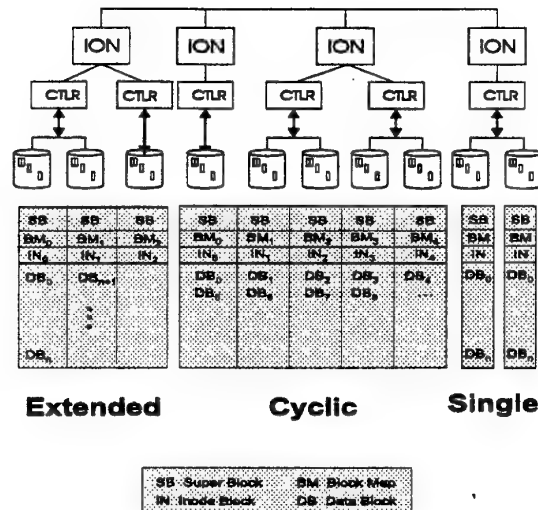 ION ION ION ION
CTLR CTLR CTLR CTLR CTLR CTLR
SB SB SB SB SB SB SB SB SB SB
BM₀ BM₁ BM₂ BM₀ BM₁ BM₂ BM₃ BM₄ BM BM
IN₀ IN₁ IN₂ IN₀ IN₁ IN₂ IN₃ IN₄ IN IN
DB₀ DBₙ₊₁ DB₀ DB₁ DB₂ DB₃ DB₄ DB₀ DB₀
DB₅ DB₆ DB₇ DB₈ ...
DBₙ DBₙ DBₙ
Extended Cyclic Single
SB Super Block BM Block Map
IN Inode Block DB Data Block